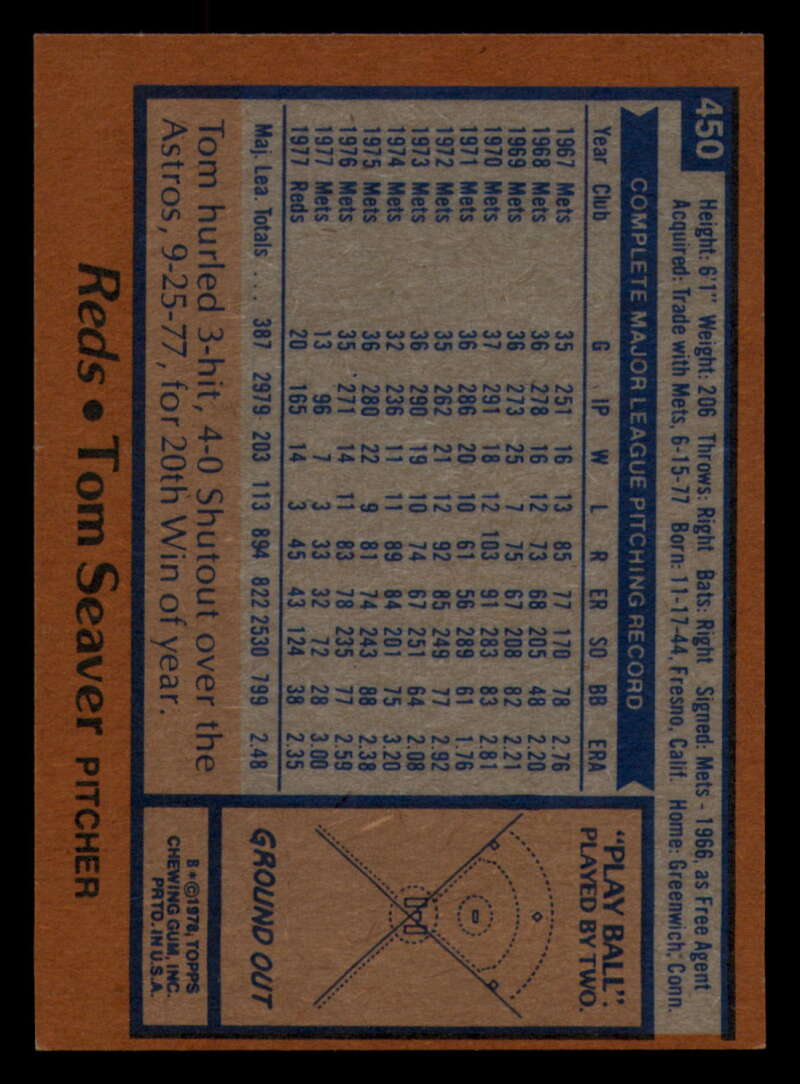 450
Height: 6'1" Weight: 206 Throws: Right Bats: Right Signed: Mets - 1966, as Free Agent
Acquired: Trade with Mets, 6-15-77 Born: 11-17-44, Fresno, Calif. Home: Greenwich, Conn.
COMPLETE MAJOR LEAGUE PITCHING RECORD
Year Club G IP W L R ER SO BB ERA
1967 Mets 35 251 16 13 85 77 170 78 2.76
1968 Mets 36 278 16 12 73 68 205 48 2.20
1969 Mets 36 273 25 7 75 67 208 82 2.21
1970 Mets 37 291 18 12 103 91 283 83 2.81
1971 Mets 36 286 20 10 61 56 289 61 1.76
1972 Mets 35 262 21 12 92 85 249 77 2.92
1973 Mets 36 290 19 10 74 67 251 64 2.08
1974 Mets 32 236 11 11 89 84 201 75 3.20
1975 Mets 36 280 22 9 81 74 243 88 2.38
1976 Mets 35 271 14 11 83 78 235 77 2.59
1977 Mets 13 96 7 3 33 32 72 28 3.00
1977 Reds 20 165 14 3 45 43 124 38 2.35
Maj. Lea. Totals ... 387 2979 203 113 894 822 2530 799 2.48
Tom hurled 3-hit, 4-0 Shutout over the
Astros, 9-25-77, for 20th Win of year.
"PLAY BALL":
PLAYED BY TWO.
GROUND OUT
B*©1978, TOPPS
CHEWING GUM, INC.
PRTD. IN U.S.A.
Reds • Tom Seaver PITCHER